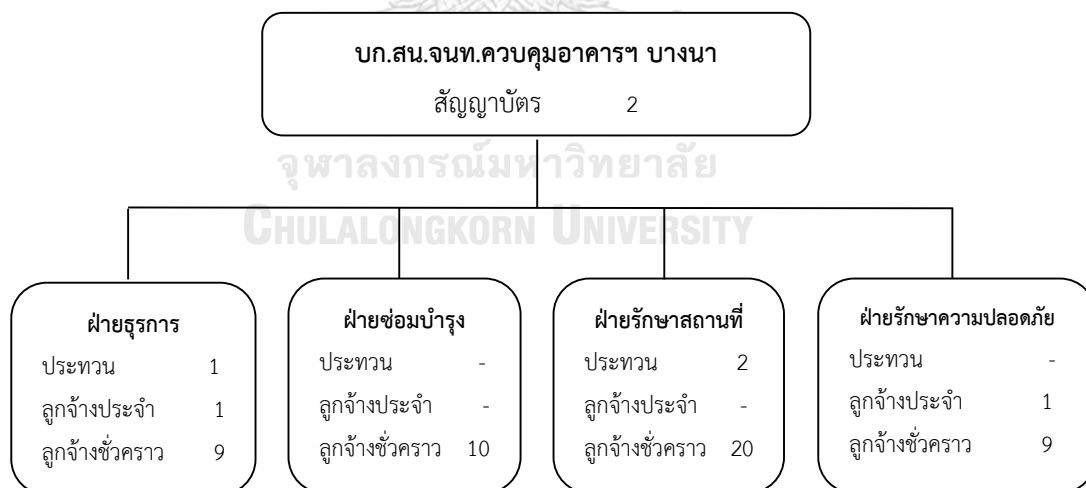 บก.สน.จนท.ควบคุมอาคารฯ บางนา
สัญญาบัตร 2
จุฬาลงกรณ์มหาวิทยาลัย
CHULALONGKORN UNIVERSITY
ฝ่ายธุรการ
ประทวน 1
ลูกจ้างประจำ 1
ลูกจ้างชั่วคราว 9
ฝ่ายซ่อมบำรุง
ประทวน -
ลูกจ้างประจำ -
ลูกจ้างชั่วคราว 10
ฝ่ายรักษาสถานที่
ประทวน 2
ลูกจ้างประจำ -
ลูกจ้างชั่วคราว 20
ฝ่ายรักษาความปลอดภัย
ประทวน -
ลูกจ้างประจำ 1
ลูกจ้างชั่วคราว 9